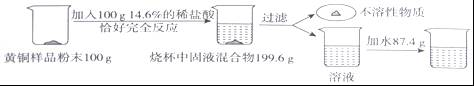 加入100 g 14.6%的稀盐酸
恰好完全反应
过滤
不溶性物质
加水87.4 g
黄铜样品粉末100 g
烧杯中固液混合物199.6 g
溶液